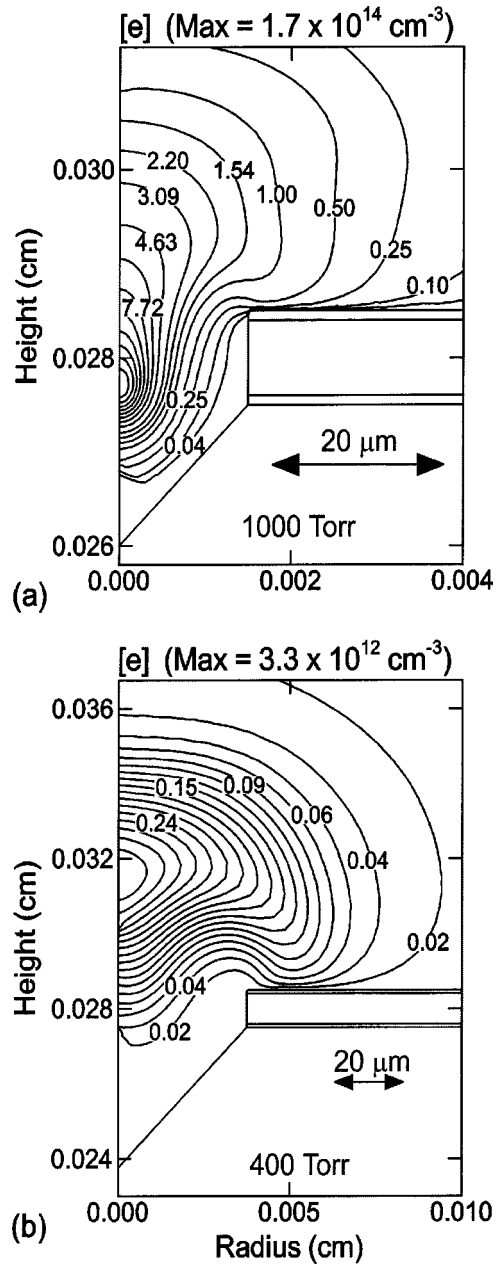 [e] (Max = 1.7 x 10¹⁴ cm⁻³)
0.030
2.20
1.54
3.09
1.00
4.63
0.50
0.25
0.10
7.72
Height (cm)
0.028
0.25
0.04
20 μm
1000 Torr
0.026
0.000
0.002
0.004
(a)
[e] (Max = 3.3 x 10¹² cm⁻³)
0.036
0.15
0.09
0.24
0.06
0.032
0.04
Height (cm)
0.02
0.04
0.028
0.02
20 μm
0.024
400 Torr
0.000
0.005
0.010
(b)
Radius (cm)